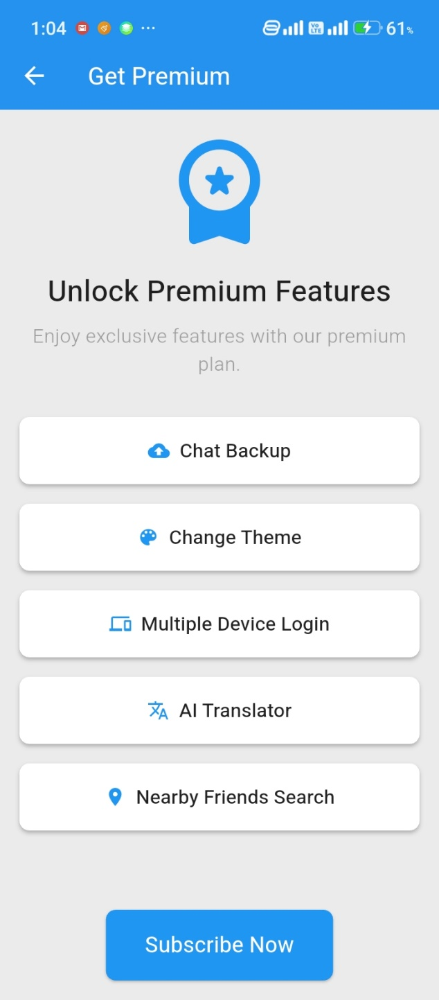 1:04 ... Vo LTE 61%
Get Premium
Unlock Premium Features
Enjoy exclusive features with our premium
plan.
Chat Backup
Change Theme
Multiple Device Login
AI Translator
Nearby Friends Search
Subscribe Now